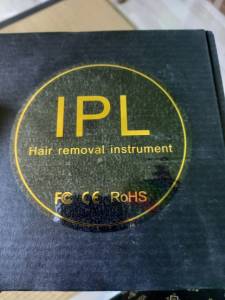 IPL
Hair removal instrument
FC CE RoHS